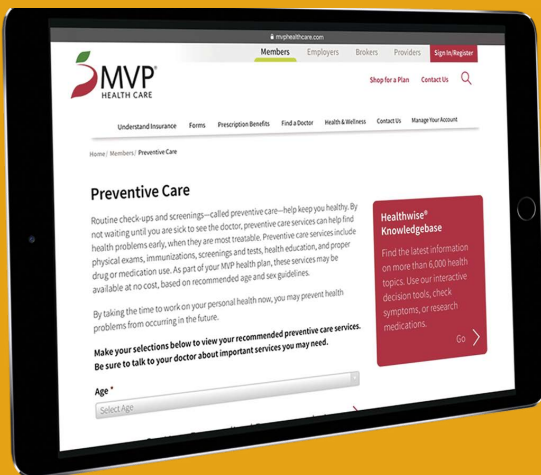 mvphealthcare.com
Members Employers Brokers Providers Sign In/Register
MVP®
HEALTH CARE
Shop for a Plan Contact Us
Understand Insurance Forms Prescription Benefits Find a Doctor Health & Wellness Contact Us Manage Your Account
Home/ Members/ Preventive Care
Preventive Care
Routine check-ups and screenings—called preventive care—help keep you healthy. By
not waiting until you are sick to see the doctor, preventive care services can help find
health problems early, when they are most treatable. Preventive care services include
physical exams, immunizations, screenings and tests, health education, and proper
drug or medication use. As part of your MVP health plan, these services may be
available at no cost, based on recommended age and sex guidelines.
By taking the time to work on your personal health now, you may prevent health
problems from occurring in the future.
Make your selections below to view your recommended preventive care services.
Be sure to talk to your doctor about important services you may need.
Age *
Select Age
Healthwise®
Knowledgebase
Find the latest information
on more than 6,000 health
topics. Use our interactive
decision tools, check
symptoms, or research
medications.
Go